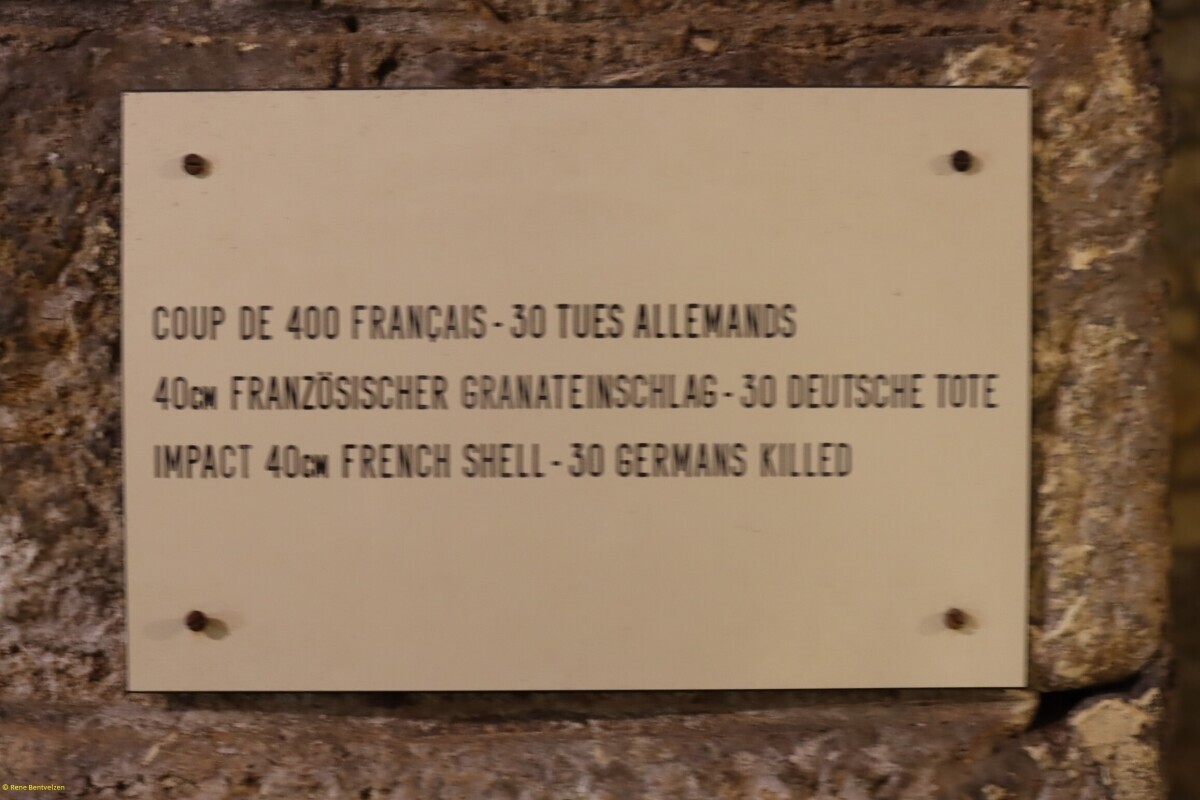 COUP DE 400 FRANÇAIS - 30 TUES ALLEMANDS
40cm FRANZÖSISCHER GRANATEINSCHLAG - 30 DEUTSCHE TOTE
IMPACT 40cm FRENCH SHELL - 30 GERMANS KILLED
© Rene Bentvelzen